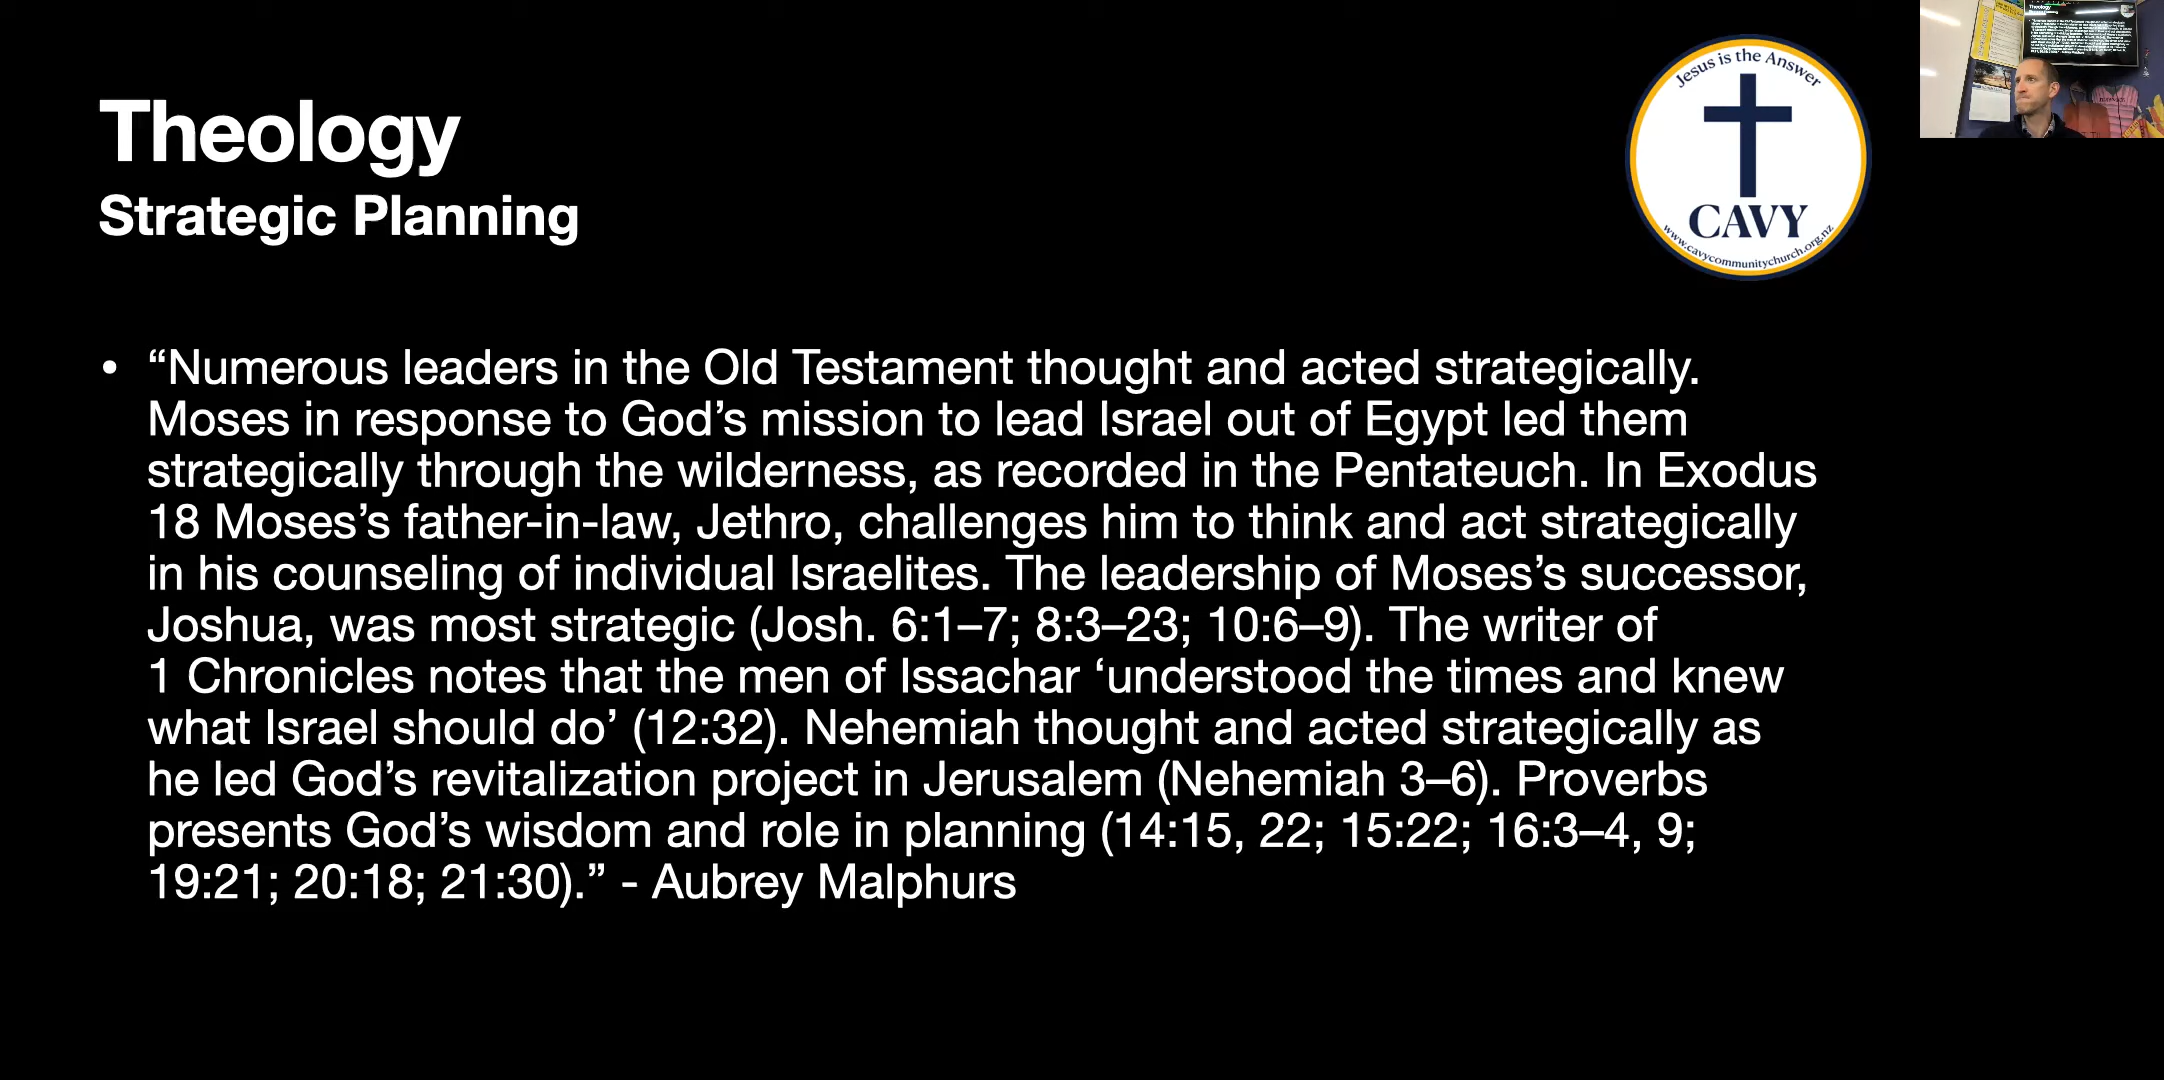 Theology
Strategic Planning
Jesus is the Answer
CAVY
www.cavycommunitychurch.org.nz
• “Numerous leaders in the Old Testament thought and acted strategically.
Moses in response to God’s mission to lead Israel out of Egypt led them
strategically through the wilderness, as recorded in the Pentateuch. In Exodus
18 Moses’s father-in-law, Jethro, challenges him to think and act strategically
in his counseling of individual Israelites. The leadership of Moses’s successor,
Joshua, was most strategic (Josh. 6:1–7; 8:3–23; 10:6–9). The writer of
1 Chronicles notes that the men of Issachar ‘understood the times and knew
what Israel should do’ (12:32). Nehemiah thought and acted strategically as
he led God’s revitalization project in Jerusalem (Nehemiah 3–6). Proverbs
presents God’s wisdom and role in planning (14:15, 22; 15:22; 16:3–4, 9;
19:21; 20:18; 21:30).” - Aubrey Malphurs
Theology